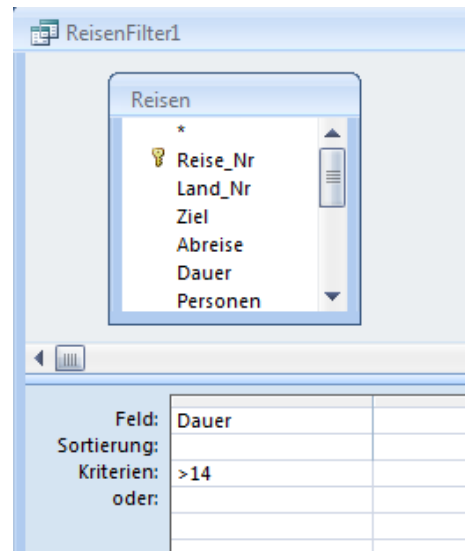 ReisenFilter1
Reisen
*
Reise_Nr
Land_Nr
Ziel
Abreise
Dauer
Personen
Feld: Dauer
Sortierung:
Kriterien: >14
oder: